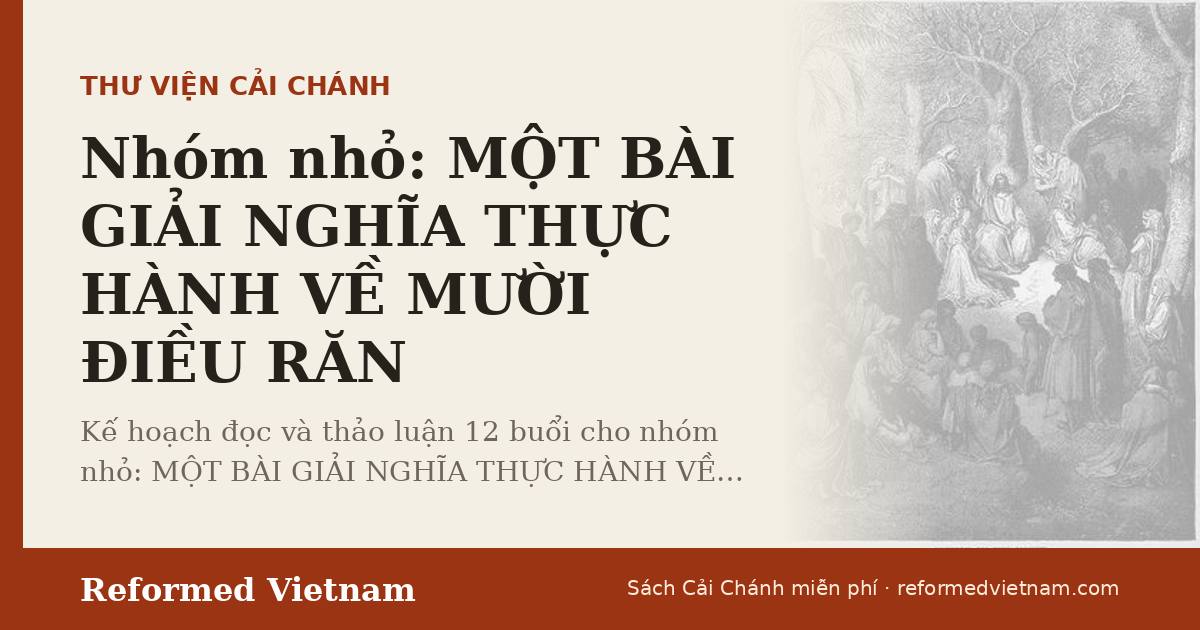 THƯ VIỆN CẢI CHÁNH
Nhóm nhỏ: MỘT BÀI
GIẢI NGHĨA THỰC
HÀNH VỀ MƯỜI
ĐIỀU RĂN
Kế hoạch đọc và thảo luận 12 buổi cho nhóm
nhỏ: MỘT BÀI GIẢI NGHĨA THỰC HÀNH VỀ...
Reformed Vietnam
Sách Cải Chánh miễn phí · reformedvietnam.com